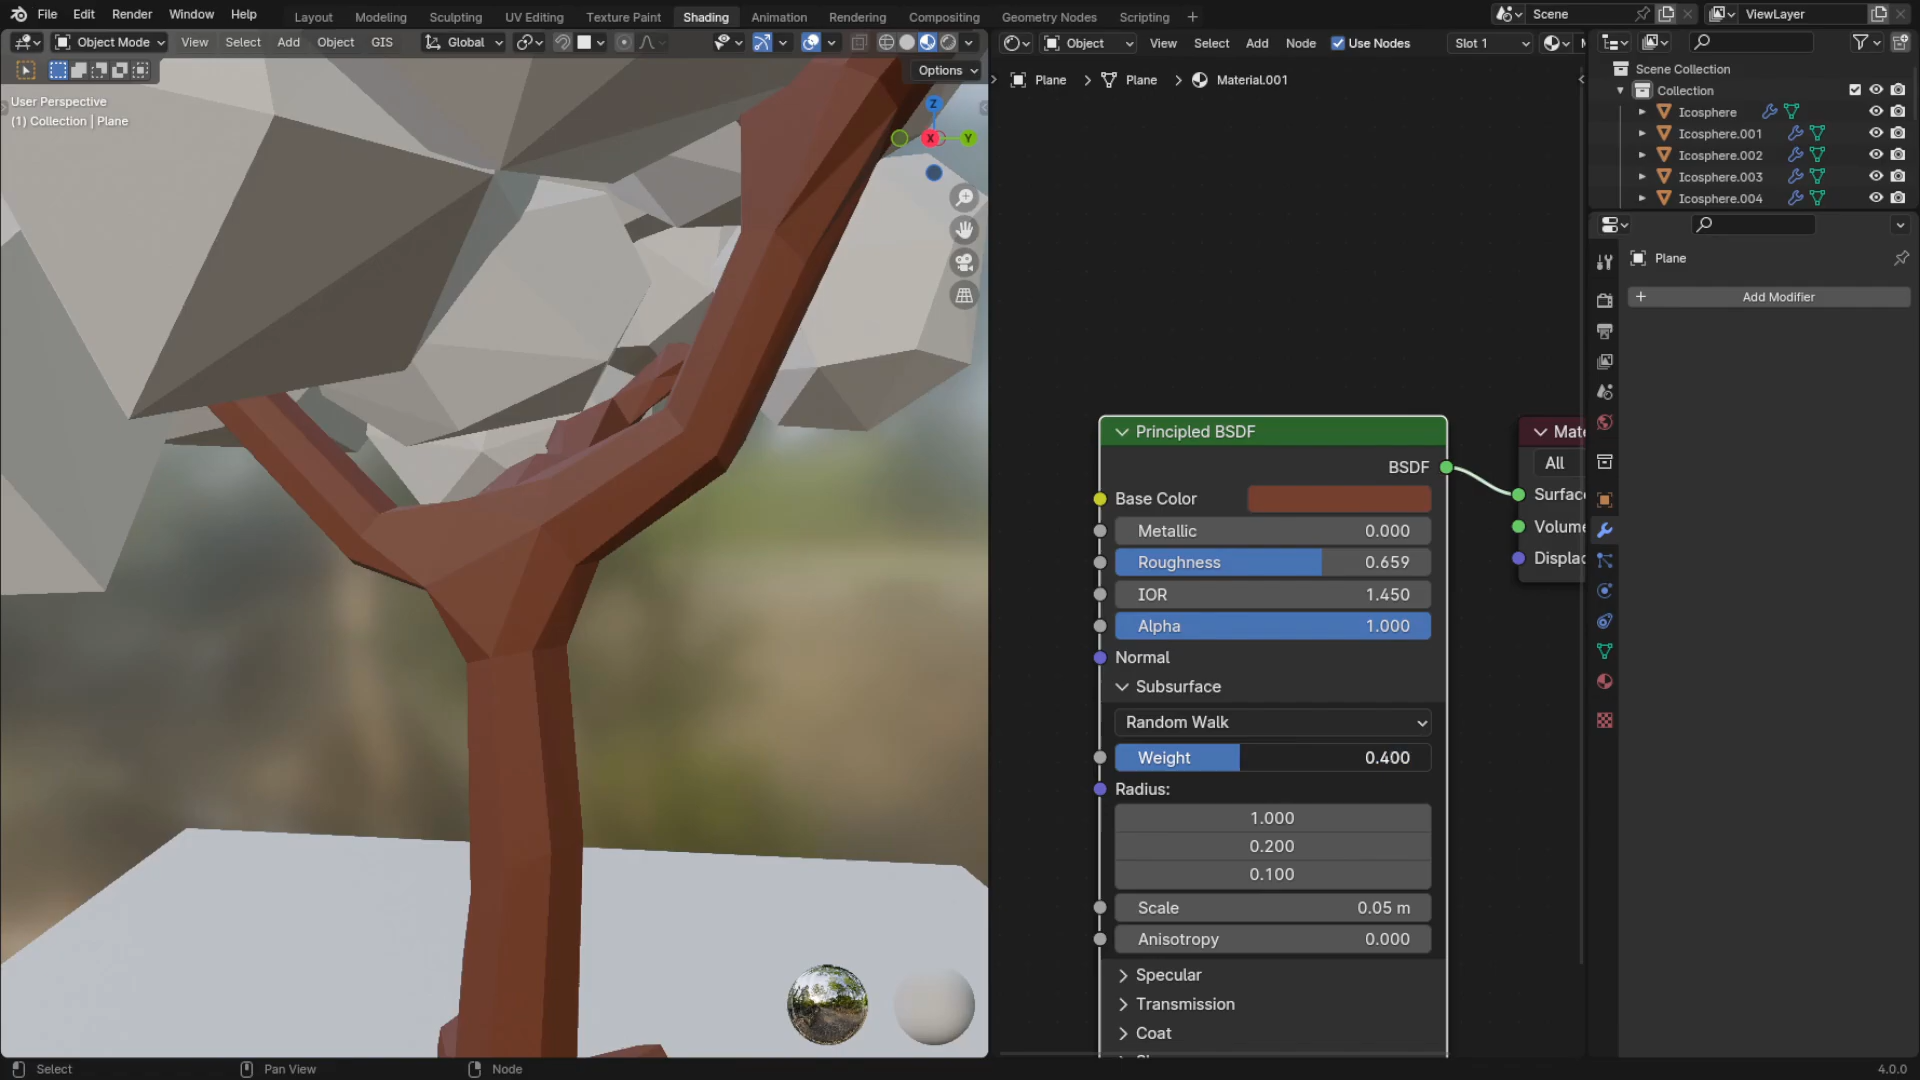 File Edit Render Window Help
Layout Modeling Sculpting UV Editing Texture Paint Shading Animation Rendering Compositing Geometry Nodes Scripting +
Scene
ViewLayer
Object Mode View Select Add Object GIS Global
Object View Select Add Node Use Nodes Slot 1
Options
User Perspective
(1) Collection | Plane
Z
X
Y
Plane > Plane > Material.001
Principled BSDF
BSDF
Base Color
Metallic 0.000
Roughness 0.659
IOR 1.450
Alpha 1.000
Normal
Subsurface
Random Walk
Weight 0.400
Radius:
1.000
0.200
0.100
Scale 0.05 m
Anisotropy 0.000
Specular
Transmission
Coat
Mate
All
Surface
Volume
Displac
Scene Collection
Collection
Icosphere
Icosphere.001
Icosphere.002
Icosphere.003
Icosphere.004
Plane
+ Add Modifier
Select Pan View Node
4.0.0